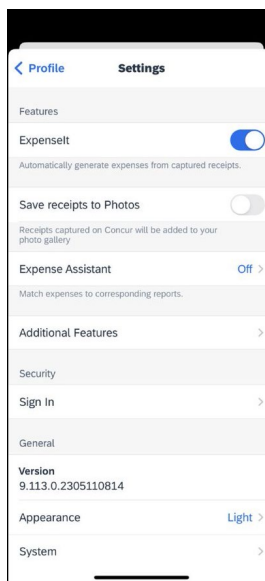 Profile
Settings
Features
ExpenseIt
Automatically generate expenses from captured receipts.
Save receipts to Photos
Receipts captured on Concur will be added to your
photo gallery
Expense Assistant
Off
Match expenses to corresponding reports.
Additional Features
Security
Sign In
General
Version
9.113.0.2305110814
Appearance
Light
System